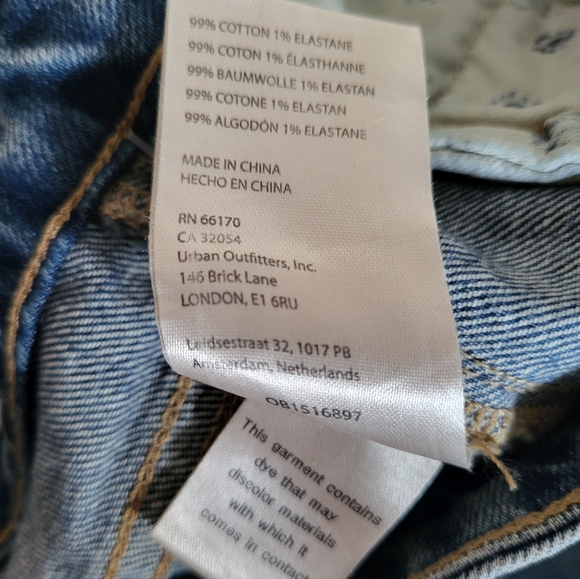 99% COTTON 1% ELASTANE
99% COTON 1% ÉLASTHANNE
99% BAUMWOLLE 1% ELASTAN
99% COTONE 1% ELASTAN
99% ALGODÓN 1% ELASTANE
MADE IN CHINA
HECHO EN CHINA
RN 66170
CA 32054
Urban Outfitters, Inc.
146 Brick Lane
LONDON, E1 6RU
Leidsestraat 32, 1017 PB
Amsterdam, Netherlands
OB1516897
This garment contains
dye that may
discolor materials
with which it
comes in contact